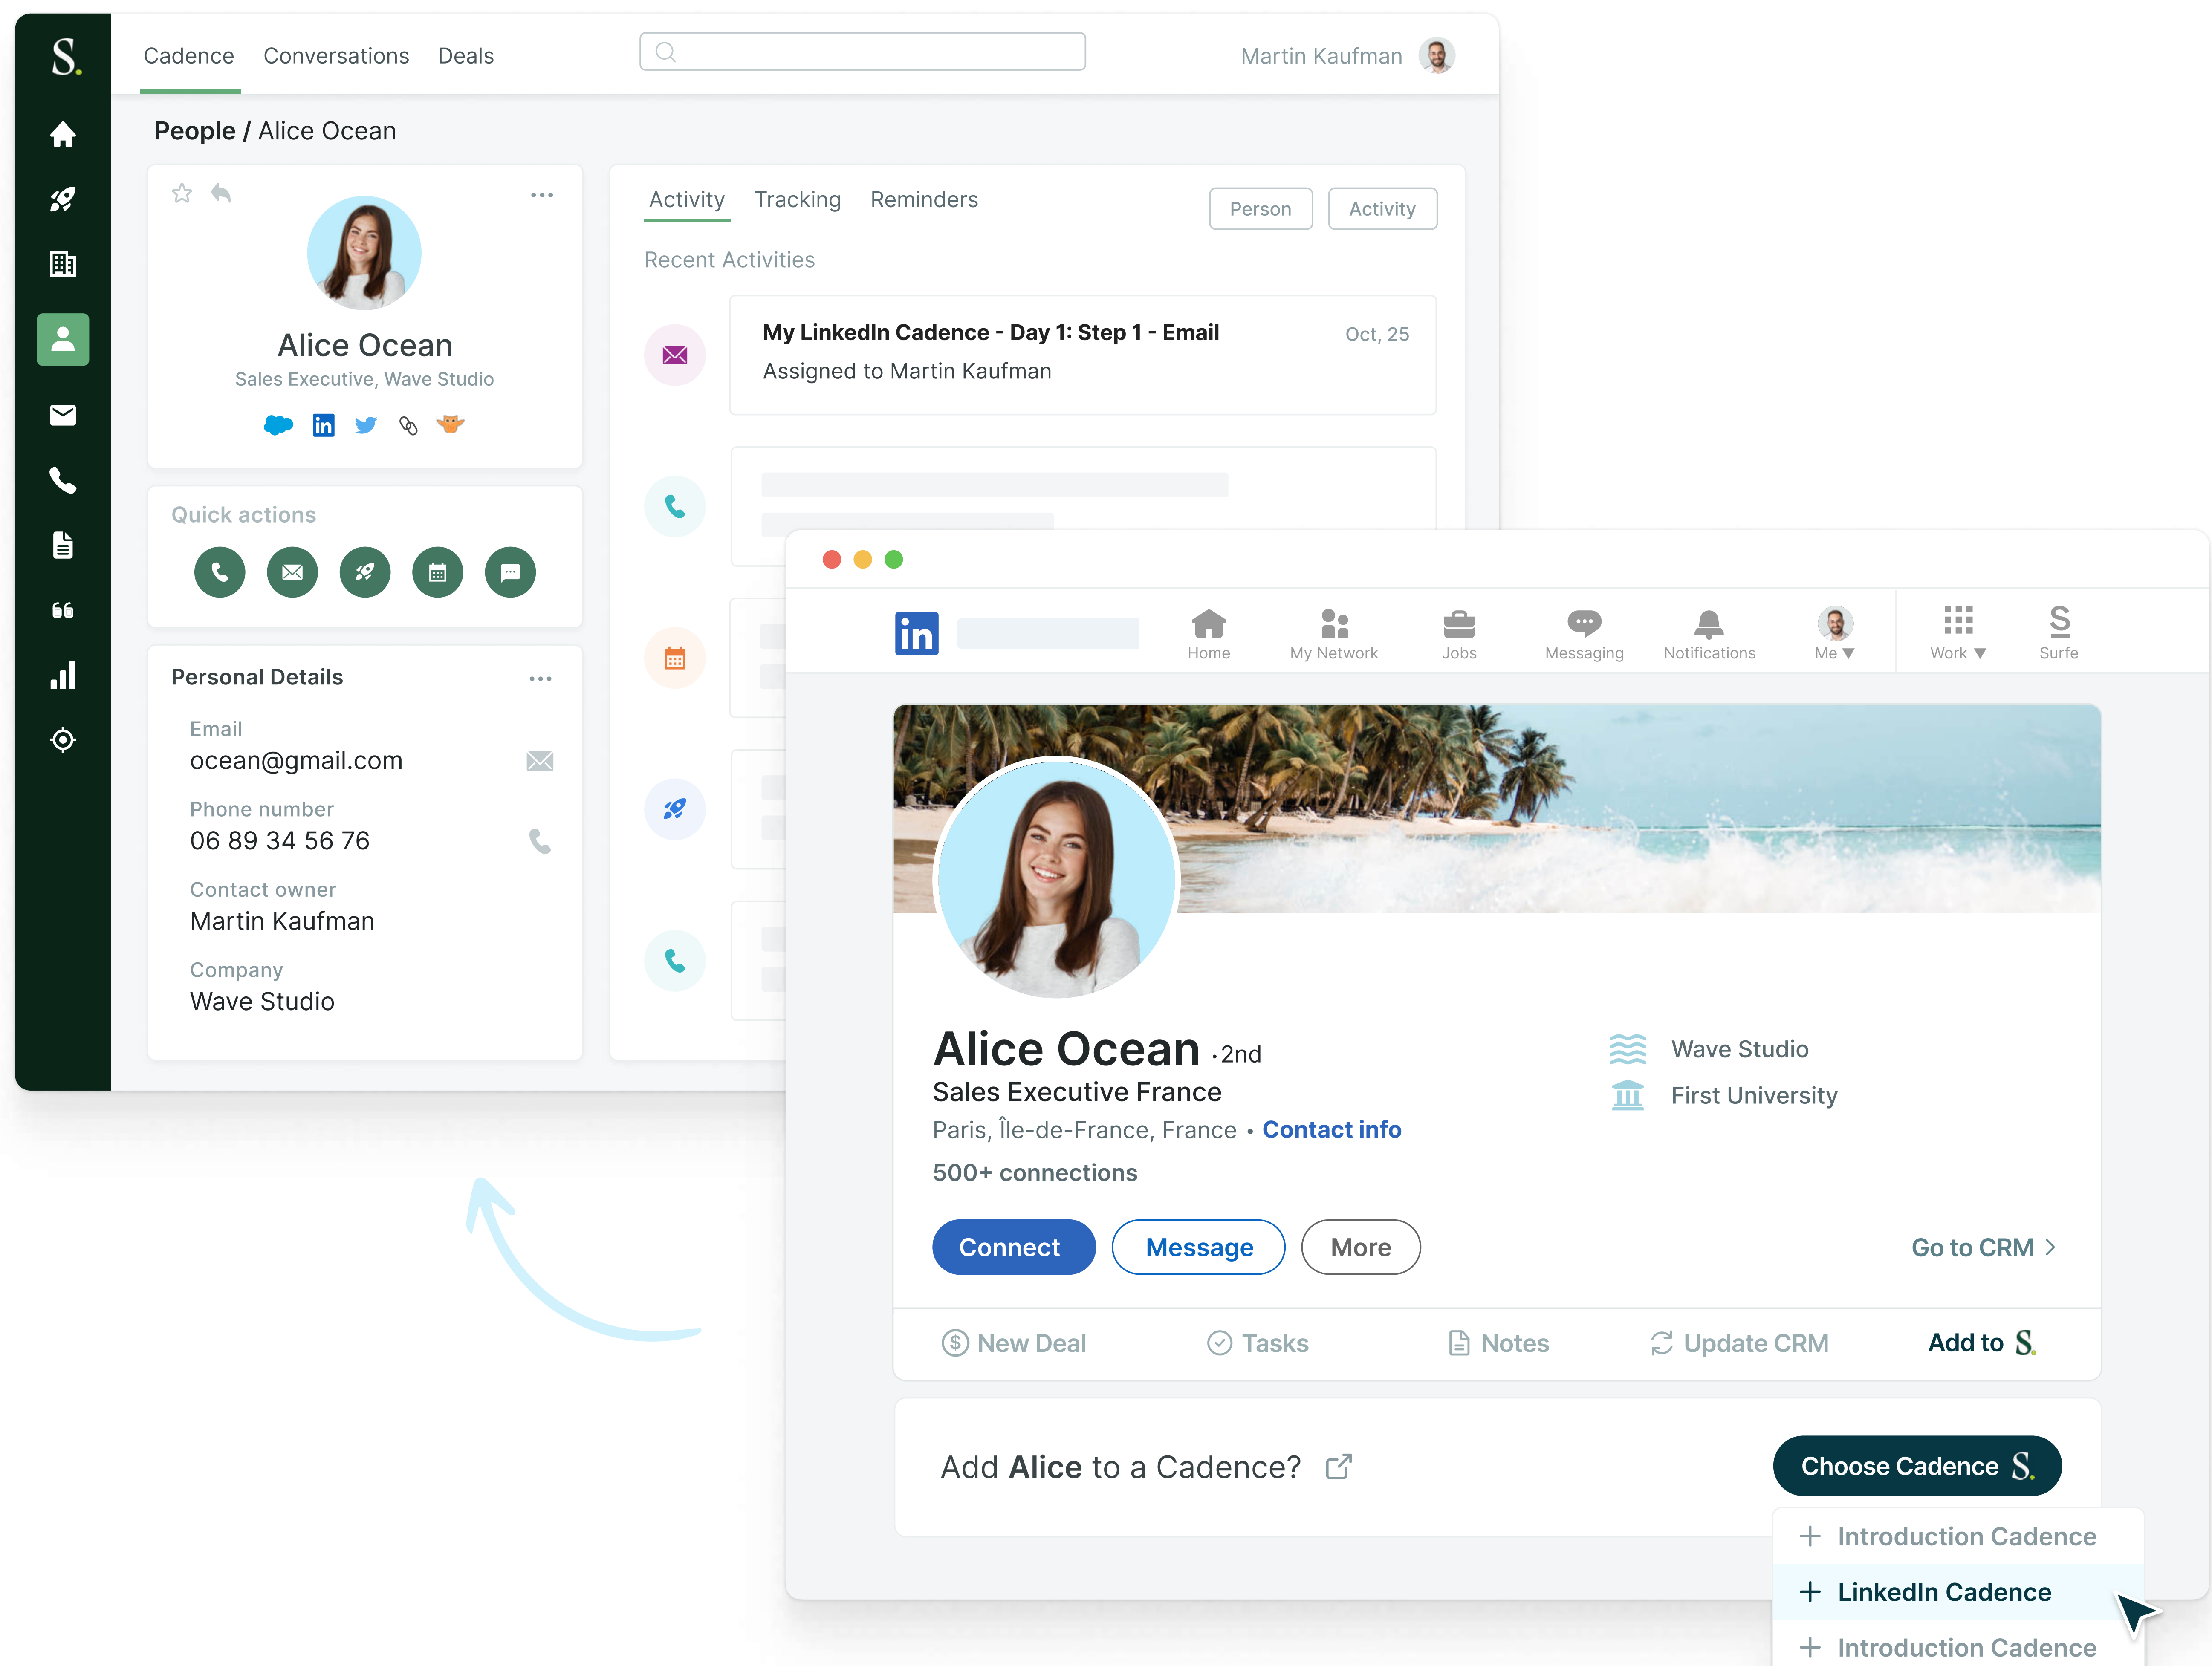 S.
Cadence Conversations Deals
Martin Kaufman
People / Alice Ocean
Alice Ocean
Sales Executive, Wave Studio
in
Quick actions
Personal Details
Email
ocean@gmail.com
Phone number
06 89 34 56 76
Contact owner
Martin Kaufman
Company
Wave Studio
Activity Tracking Reminders
Person Activity
Recent Activities
My LinkedIn Cadence - Day 1: Step 1 - Email
Oct, 25
Assigned to Martin Kaufman
in
Home My Network Jobs Messaging Notifications Me ▼ Work ▼ Surfe
Alice Ocean · 2nd
Sales Executive France
Paris, Île-de-France, France • Contact info
500+ connections
Wave Studio
First University
Connect Message More
Go to CRM >
New Deal Tasks Notes Update CRM Add to S.
Add Alice to a Cadence?
Choose Cadence S.
+ Introduction Cadence
+ LinkedIn Cadence
+ Introduction Cadence